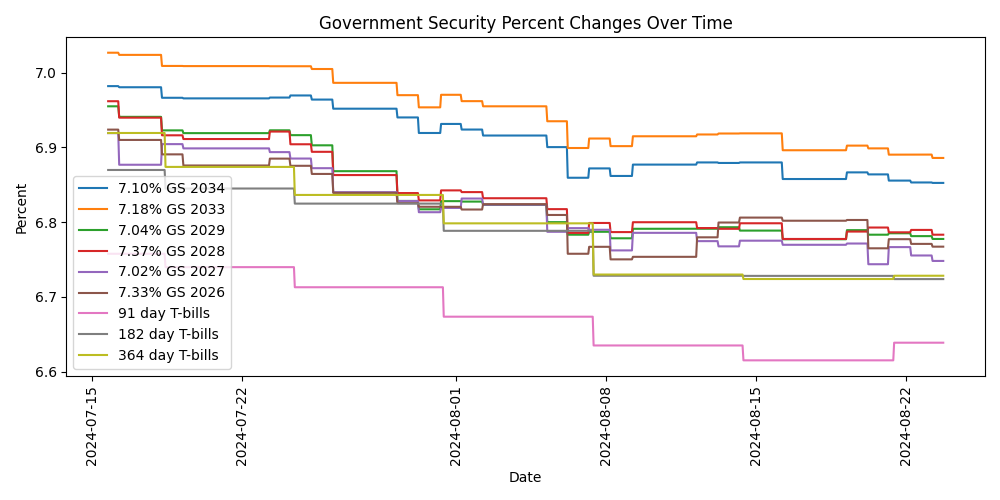 Government Security Percent Changes Over Time
Percent
7.0
6.9
6.8
6.7
6.6
7.10% GS 2034
7.18% GS 2033
7.04% GS 2029
7.37% GS 2028
7.02% GS 2027
7.33% GS 2026
91 day T-bills
182 day T-bills
364 day T-bills
2024-07-15
2024-07-22
2024-08-01
2024-08-08
2024-08-15
2024-08-22
Date